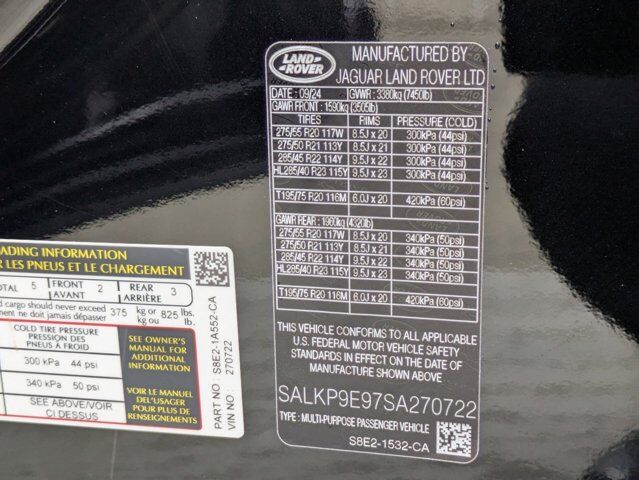 LAND-
ROVER
MANUFACTURED BY
JAGUAR LAND ROVER LTD
DATE : 09/24 GVWR : 3380kg (7450lb)
GAWR FRONT : 1590kg (3505lb)
TIRES RIMS PRESSURE (COLD)
275/55 R20 117W 8.5J x 20 300kPa (44psi)
275/50 R21 113Y 8.5J x 21 300kPa (44psi)
285/45 R22 114Y 9.5J x 22 300kPa (44psi)
HL285/40 R23 115Y 9.5J x 23 300kPa (44psi)
T195/75 R20 116M 6.0J x 20 420kPa (60psi)
GAWR REAR : 1960kg (4320lb)
275/55 R20 117W 8.5J x 20 340kPa (50psi)
275/50 R21 113Y 8.5J x 21 340kPa (50psi)
285/45 R22 114Y 9.5J x 22 340kPa (50psi)
HL285/40 R23 115Y 9.5J x 23 340kPa (50psi)
T195/75 R20 116M 6.0J x 20 420kPa (60psi)
THIS VEHICLE CONFORMS TO ALL APPLICABLE
U.S. FEDERAL MOTOR VEHICLE SAFETY
STANDARDS IN EFFECT ON THE DATE OF
MANUFACTURE SHOWN ABOVE
SALKP9E97SA270722
TYPE : MULTI-PURPOSE PASSENGER VEHICLE
S8E2-1532-CA
LOADING INFORMATION
LES PNEUS ET LE CHARGEMENT
TOTAL 5 FRONT 2 REAR 3
AVANT ARRIÈRE
cargo should never exceed 375 kg or 825 lbs.
ne doit jamais dépasser kg ou lb.
COLD TIRE PRESSURE
PRESSION DES
PNEUS À FROID
300 kPa 44 psi
340 kPa 50 psi
SEE ABOVE/VOIR
CI DESSUS
SEE OWNER'S
MANUAL FOR
ADDITIONAL
INFORMATION
VOIR LE MANUEL
DEL'USAGER
POUR PLUS DE
RENSEIGNEMENTS
PART NO S8E2-1A552-CA
VIN NO 270722